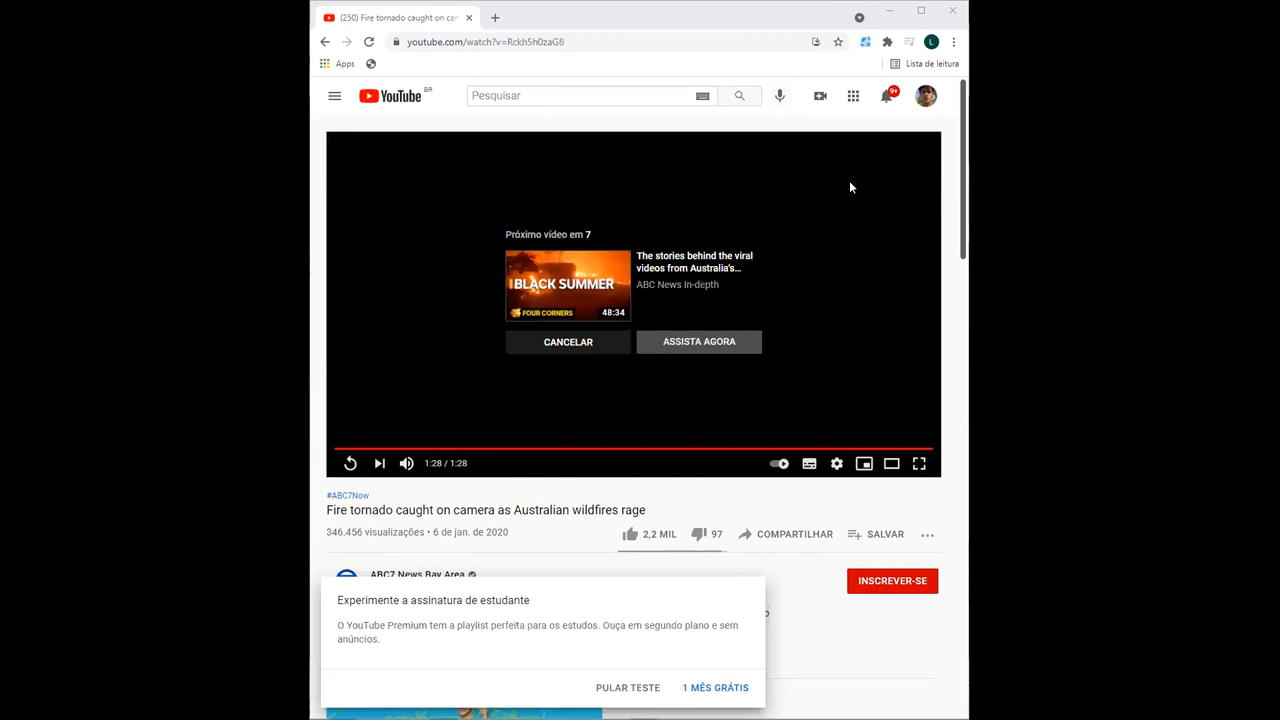 (250) Fire tornado caught on car
youtube.com/watch?v=Rckh5h0zaG8
Apps
Lista de leitura
YouTube BR
Pesquisar
9+
L
Próximo vídeo em 7
BLACK SUMMER
FOUR CORNERS
48:34
The stories behind the viral
videos from Australia's...
ABC News In-depth
CANCELAR
ASSISTA AGORA
1:28 / 1:28
#ABC7Now
Fire tornado caught on camera as Australian wildfires rage
346.456 visualizações • 6 de jan. de 2020
2,2 MIL
97
COMPARTILHAR
SALVAR
ABC7 News Bay Area
INSCREVER-SE
Experimente a assinatura de estudante
O YouTube Premium tem a playlist perfeita para os estudos. Ouça em segundo plano e sem
anúncios.
PULAR TESTE
1 MÊS GRÁTIS